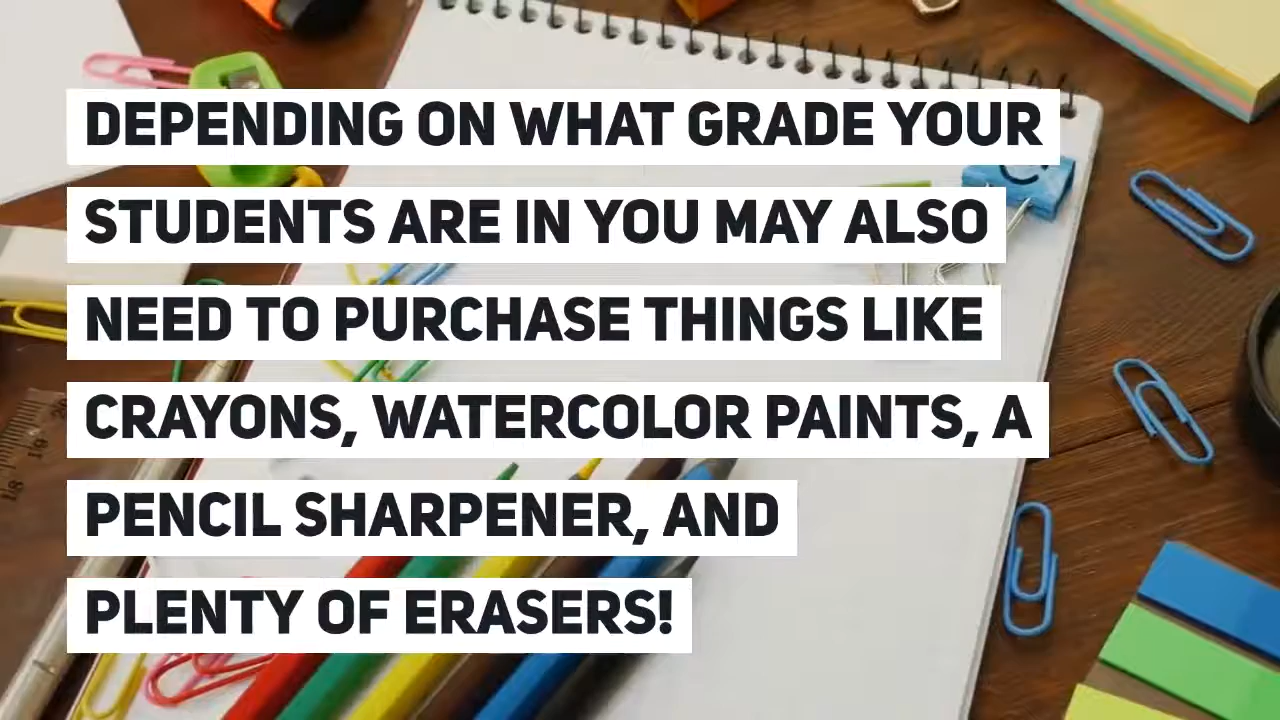 DEPENDING ON WHAT GRADE YOUR
STUDENTS ARE IN YOU MAY ALSO
NEED TO PURCHASE THINGS LIKE
CRAYONS, WATERCOLOR PAINTS, A
PENCIL SHARPENER, AND
PLENTY OF ERASERS!